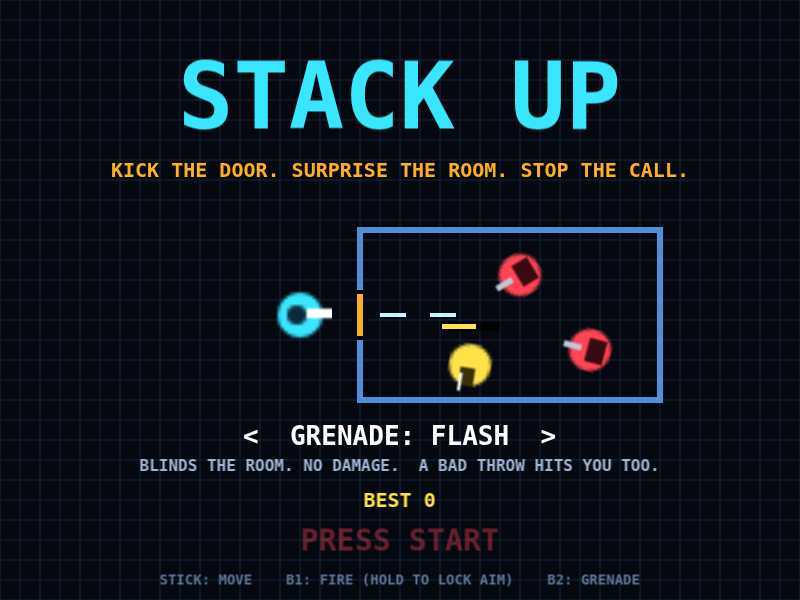 STACK UP
KICK THE DOOR. SURPRISE THE ROOM. STOP THE CALL.
< GRENADE: FLASH >
BLINDS THE ROOM. NO DAMAGE. A BAD THROW HITS YOU TOO.
BEST 0
PRESS START
STICK: MOVE B1: FIRE (HOLD TO LOCK AIM) B2: GRENADE